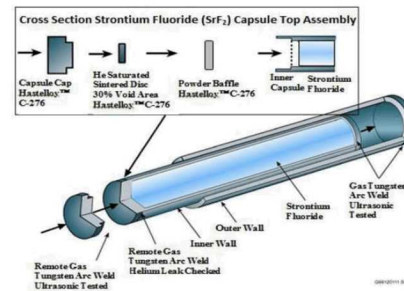 Cross Section Strontium Fluoride (SrF₂) Capsule Top Assembly
Capsule Cap
Hastelloy™
C-276
He Saturated
Sintered Disc
30% Void Area
Hastelloy™C-276
Powder Baffle
Hastelloy™
C-276
Inner
Capsule
Strontium
Fluoride
Gas Tungsten
Arc Weld
Ultrasonic
Tested
Strontium
Fluoride
Outer Wall
Inner Wall
Remote Gas
Tungsten Arc Weld
Helium Leak Checked
Remote Gas
Tungsten Arc Weld
Ultrasonic Tested